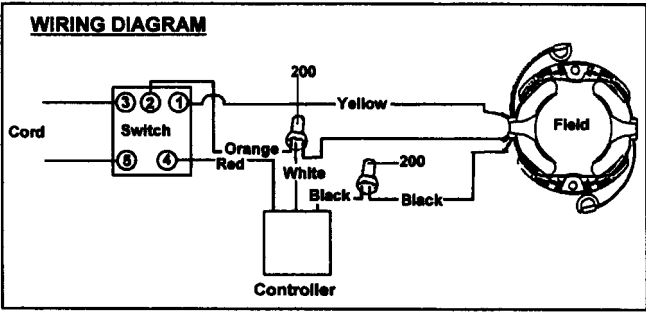 WIRING DIAGRAM
200
3 2 1
Yellow
Cord
Switch
Field
Orange
Red
5 4
White
200
Black
Black
Controller